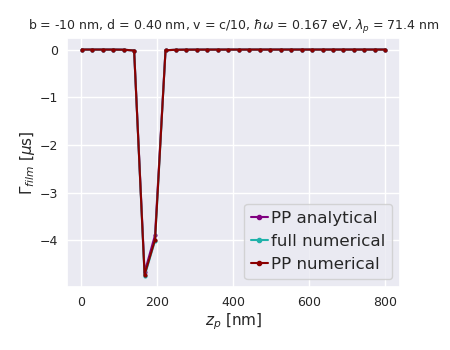 b = -10 nm, d = 0.40 nm, v = c/10, ℏω = 0.167 eV, λₚ = 71.4 nm
0
−1
−2
−3
−4
Γ_film [μs]
PP analytical
full numerical
PP numerical
0 200 400 600 800
zₚ [nm]